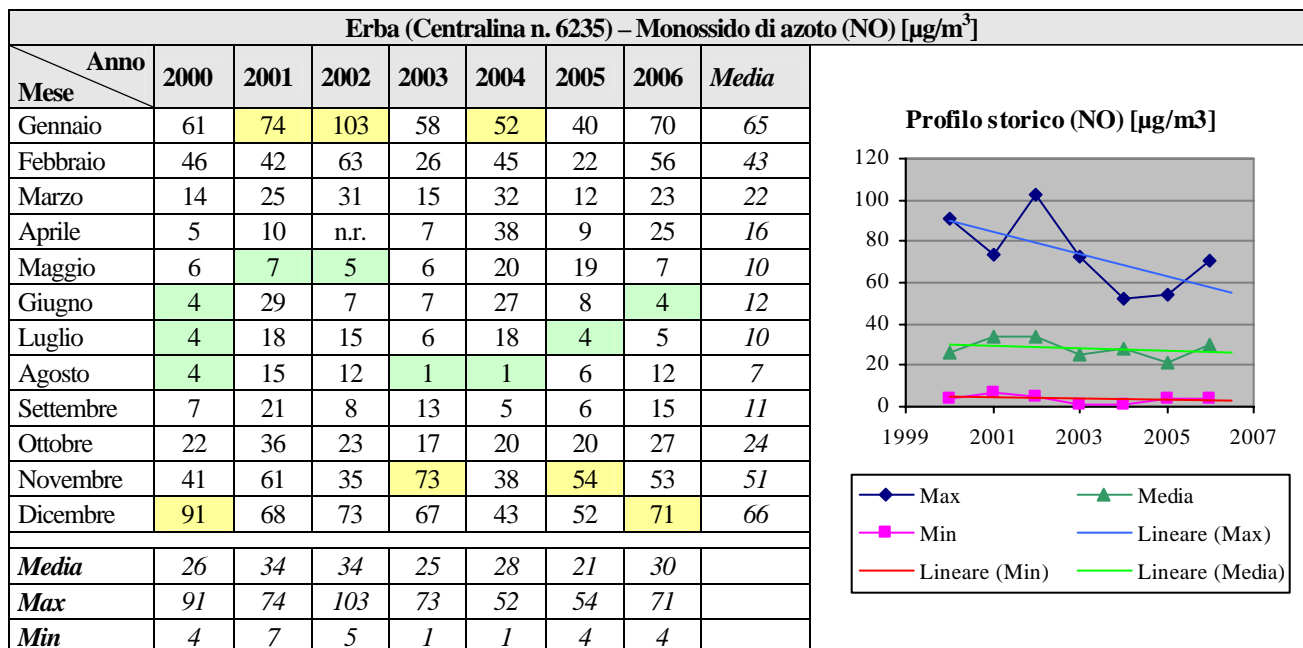 Erba (Centralina n. 6235) – Monossido di azoto (NO) [µg/m³]
Anno
Mese
2000 2001 2002 2003 2004 2005 2006 Media
Gennaio 61 74 103 58 52 40 70 65
Febbraio 46 42 63 26 45 22 56 43
Marzo 14 25 31 15 32 12 23 22
Aprile 5 10 n.r. 7 38 9 25 16
Maggio 6 7 5 6 20 19 7 10
Giugno 4 29 7 7 27 8 4 12
Luglio 4 18 15 6 18 4 5 10
Agosto 4 15 12 1 1 6 12 7
Settembre 7 21 8 13 5 6 15 11
Ottobre 22 36 23 17 20 20 27 24
Novembre 41 61 35 73 38 54 53 51
Dicembre 91 68 73 67 43 52 71 66
Media 26 34 34 25 28 21 30
Max 91 74 103 73 52 54 71
Min 4 7 5 1 1 4 4
Profilo storico (NO) [µg/m3]
120
100
80
60
40
20
0
1999 2001 2003 2005 2007
Max Media
Min Lineare (Max)
Lineare (Min) Lineare (Media)